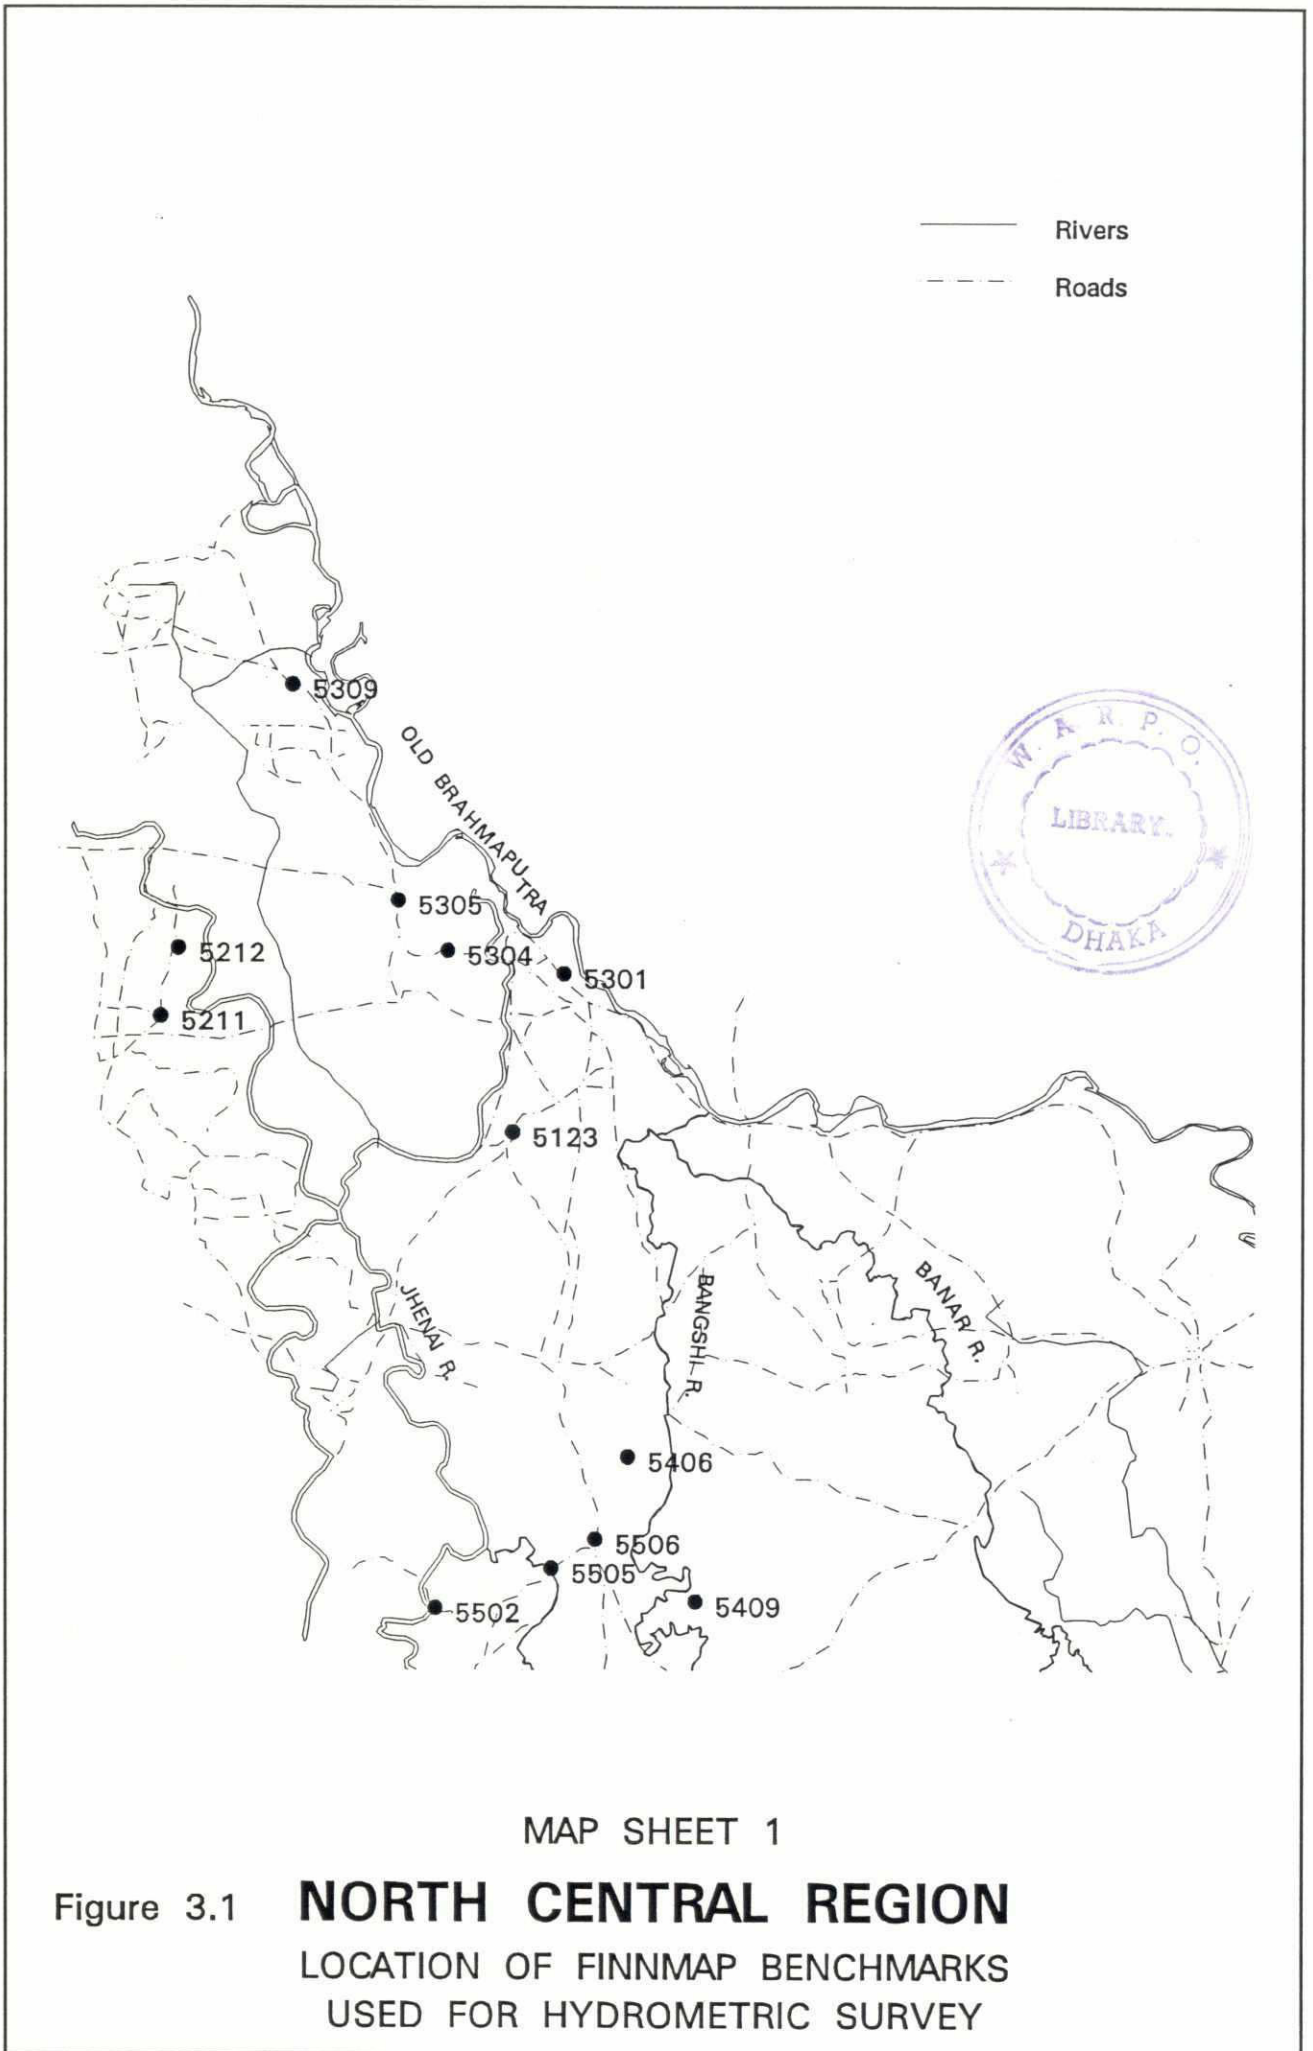 Rivers
Roads
5309
OLD BRAHMAPUTRA
W. A. R. P. O.
LIBRARY.
DHAKA
5305
5304
5301
5212
5211
5123
JHENAI R.
BANGSHI R.
BANAR R.
5406
5506
5505
5502
5409
MAP SHEET 1
Figure 3.1 NORTH CENTRAL REGION
LOCATION OF FINNMAP BENCHMARKS
USED FOR HYDROMETRIC SURVEY